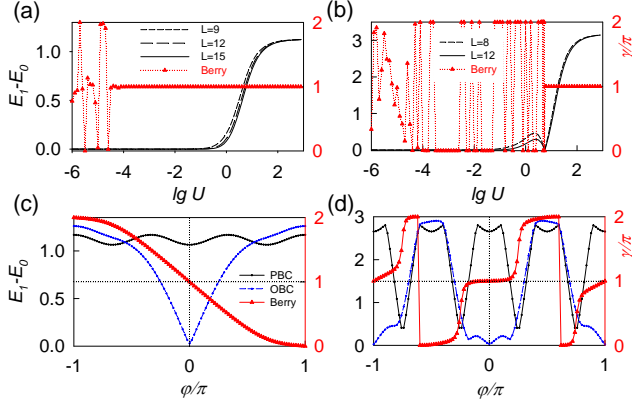 (a)
(b)
E₁-E₀
1.0
0.5
0.0
2
1
0
L=9
L=12
L=15
Berry
-6 -4 -2 0 2
lg U
3
2
1
0
2
1
0
γ/π
L=8
L=12
Berry
-6 -4 -2 0 2
lg U
(c)
(d)
E₁-E₀
1.0
0.5
0.0
2
1
0
PBC
OBC
Berry
-1 0 1
φ/π
3
2
1
0
2
1
0
γ/π
-1 0 1
φ/π